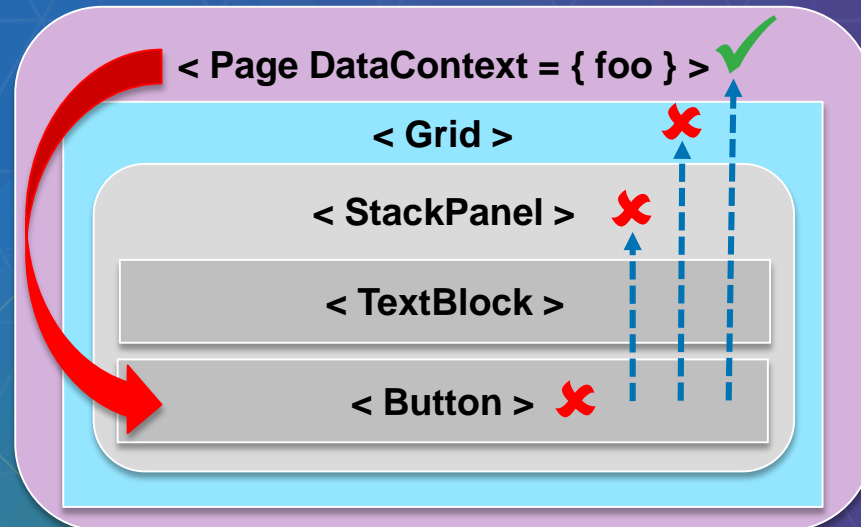 < Page DataContext = { foo } >
< Grid >
< StackPanel >
< TextBlock >
< Button >